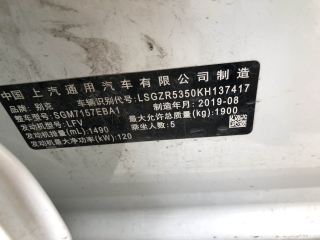 中国 上汽通用汽车有限公司制造
品牌：别克 车辆识别代号：LSGZR5350KH137417
整车型号：SGM7157EBA1 制造年月：2019-08
发动机型号：LFV 最大允许总质量(kg)：1900
发动机排量(mL)：1490 乘坐人数：5
发动机最大净功率(kW)：120